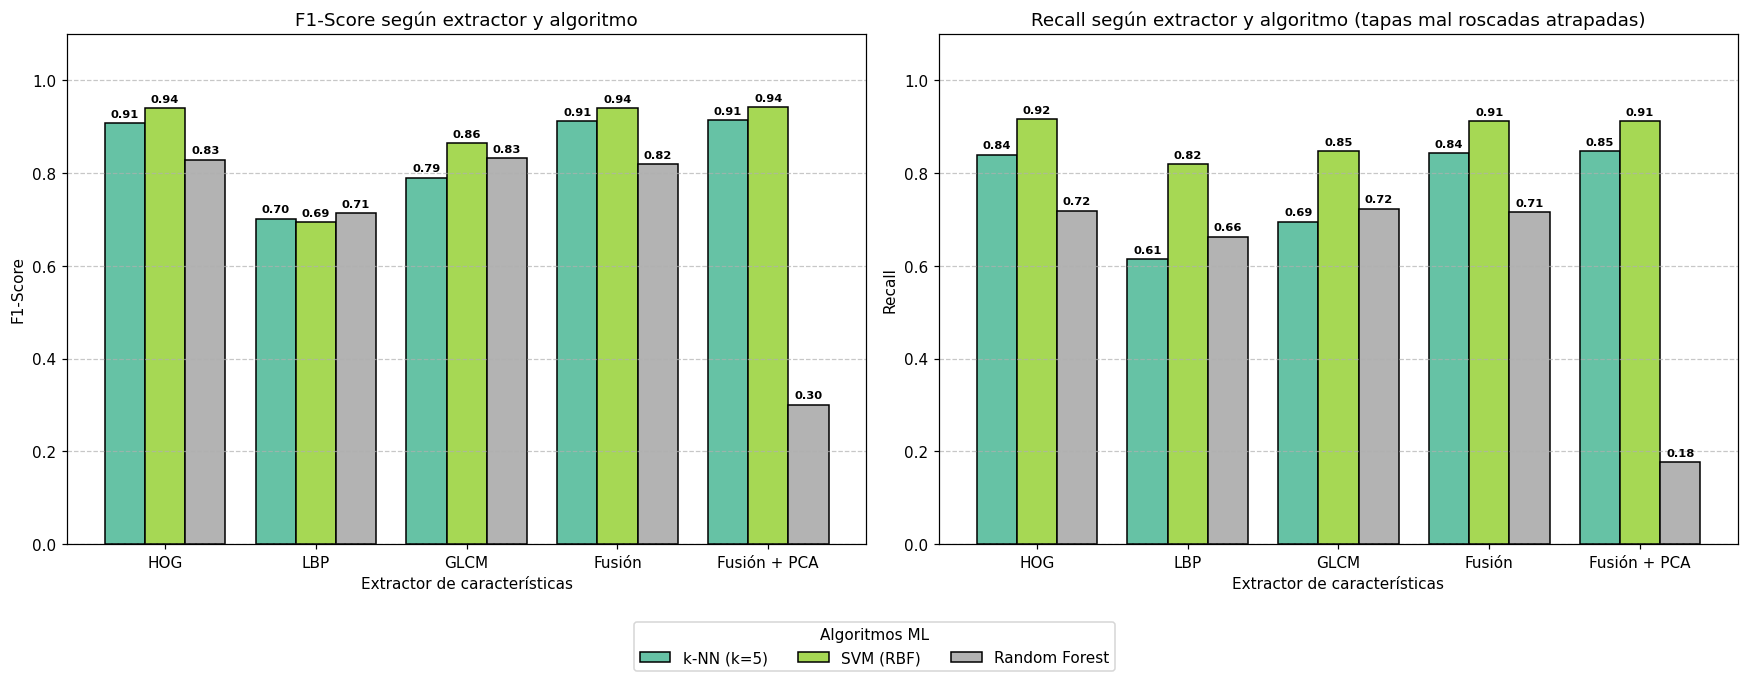 F1-Score según extractor y algoritmo
F1-Score
1.0
0.8
0.6
0.4
0.2
0.0
0.91 0.94 0.83
0.70 0.69 0.71
0.79 0.86 0.83
0.91 0.94 0.82
0.91 0.94 0.30
HOG LBP GLCM Fusión Fusión + PCA
Extractor de características
Recall según extractor y algoritmo (tapas mal roscadas atrapadas)
Recall
1.0
0.8
0.6
0.4
0.2
0.0
0.84 0.92 0.72
0.61 0.82 0.66
0.69 0.85 0.72
0.84 0.91 0.71
0.85 0.91 0.18
HOG LBP GLCM Fusión Fusión + PCA
Extractor de características
Algoritmos ML
k-NN (k=5) SVM (RBF) Random Forest